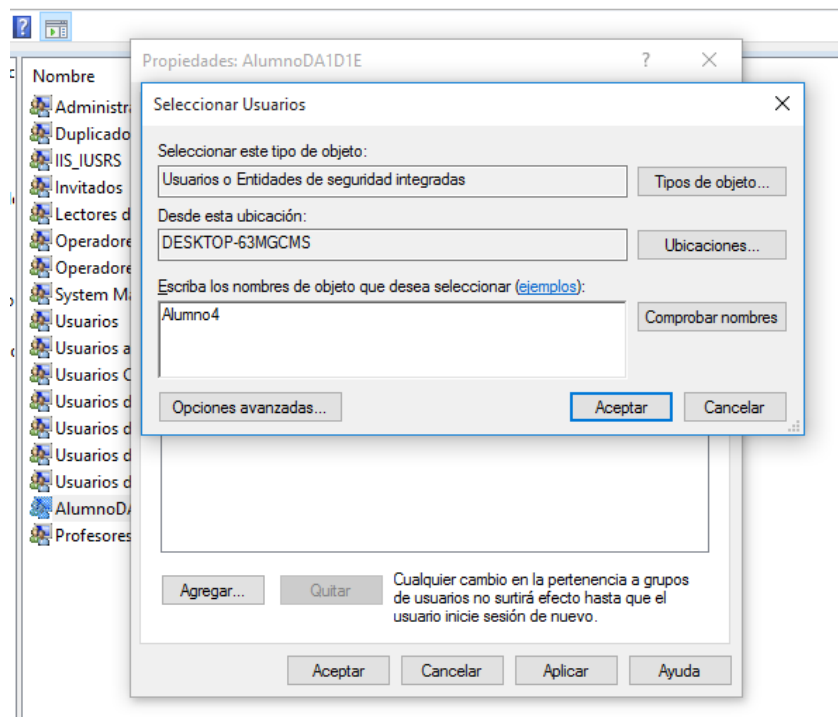 Propiedades: AlumnoDA1D1E
Seleccionar Usuarios
Seleccionar este tipo de objeto:
Usuarios o Entidades de seguridad integradas
Tipos de objeto...
Desde esta ubicación:
DESKTOP-63MGCMS
Ubicaciones...
Escriba los nombres de objeto que desea seleccionar (ejemplos):
Alumno4
Comprobar nombres
Opciones avanzadas...
Aceptar
Cancelar
Nombre
Administra
Duplicado
IIS_IUSRS
Invitados
Lectores d
Operadore
Operadore
System Ma
Usuarios
Usuarios a
Usuarios C
Usuarios d
Usuarios d
Usuarios d
Usuarios d
AlumnoDA
Profesores
Agregar...
Quitar
Cualquier cambio en la pertenencia a grupos
de usuarios no surtirá efecto hasta que el
usuario inicie sesión de nuevo.
Aceptar
Cancelar
Aplicar
Ayuda